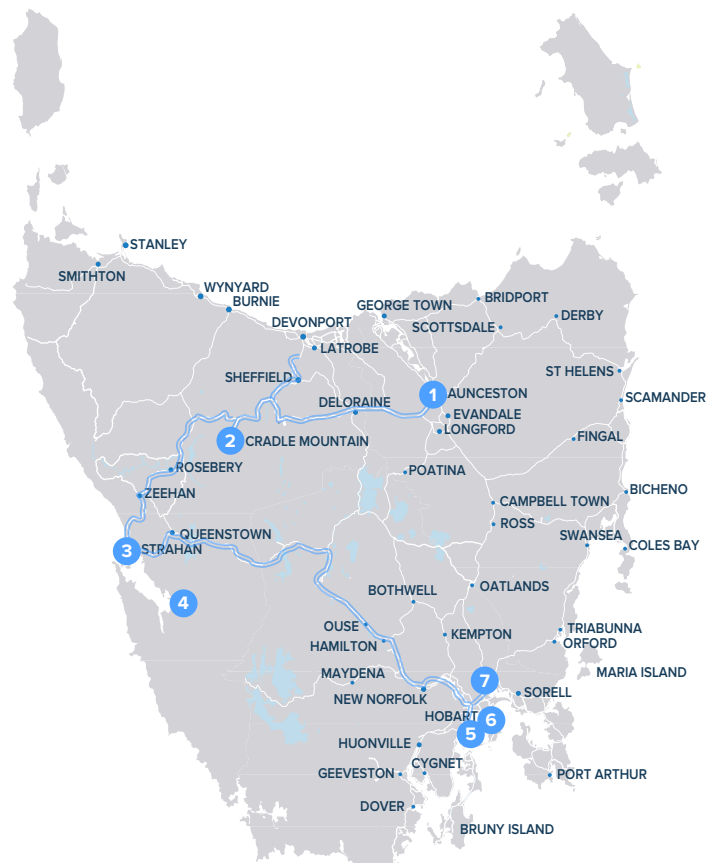 STANLEY
SMITHTON
WYNYARD
BURNIE
GEORGE TOWN
BRIDPORT
DERBY
DEVONPORT
SCOTTSDALE
LATROBE
ST HELENS
SHEFFIELD
1 AUNCESTON
SCAMANDER
DELORAINE
EVANDALE
LONGFORD
FINGAL
2 CRADLE MOUNTAIN
ROSEBERY
POATINA
ZEEHAN
BICHENO
CAMPBELL TOWN
ROSS
QUEENSTOWN
SWANSEA
3 STRAHAN
COLES BAY
BOTHWELL
OATLANDS
4
OUSE
HAMILTON
KEMPTON
TRIABUNNA
ORFORD
MAYDENA
MARIA ISLAND
7
NEW NORFOLK
SORELL
HOBART
6
5
HUONVILLE
CYGNET
GEEVESTON
PORT ARTHUR
DOVER
BRUNY ISLAND